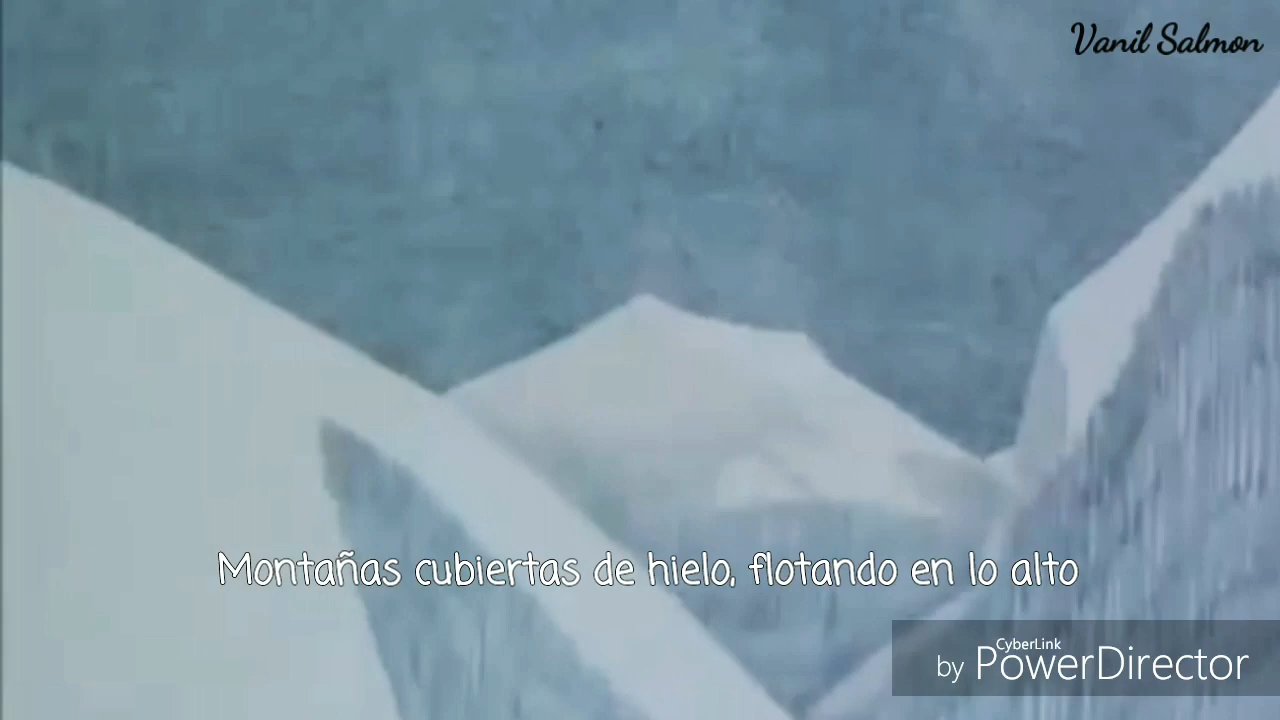 Vanil Salmon
Montañas cubiertas de hielo, flotando en lo alto
CyberLink
by PowerDirector